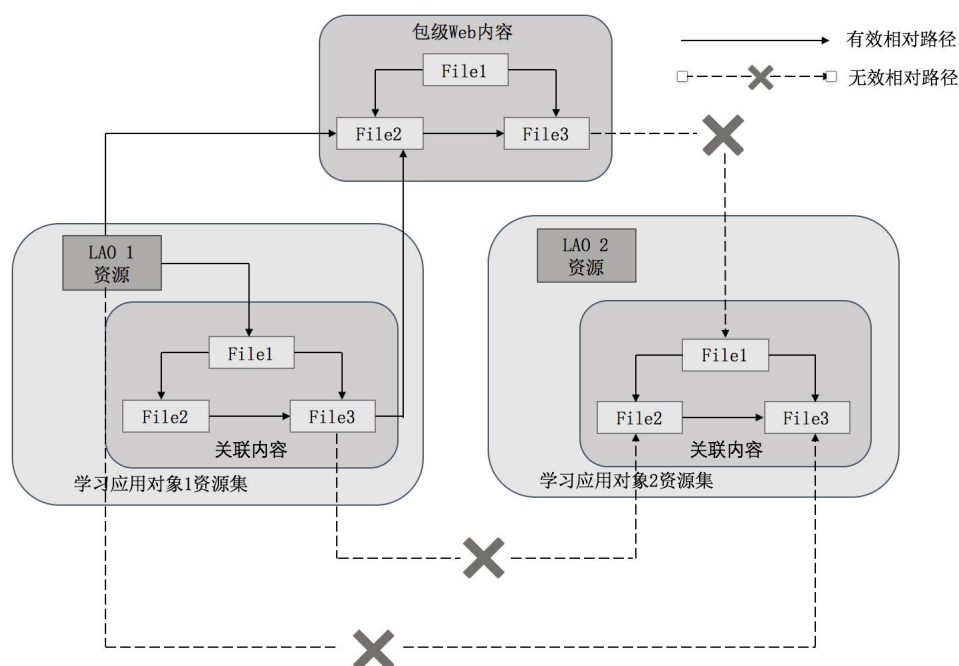 包级Web内容
File1
File2
File3
有效相对路径
无效相对路径
LAO 1
资源
File1
File2
File3
关联内容
学习应用对象1资源集
LAO 2
资源
File1
File2
File3
关联内容
学习应用对象2资源集